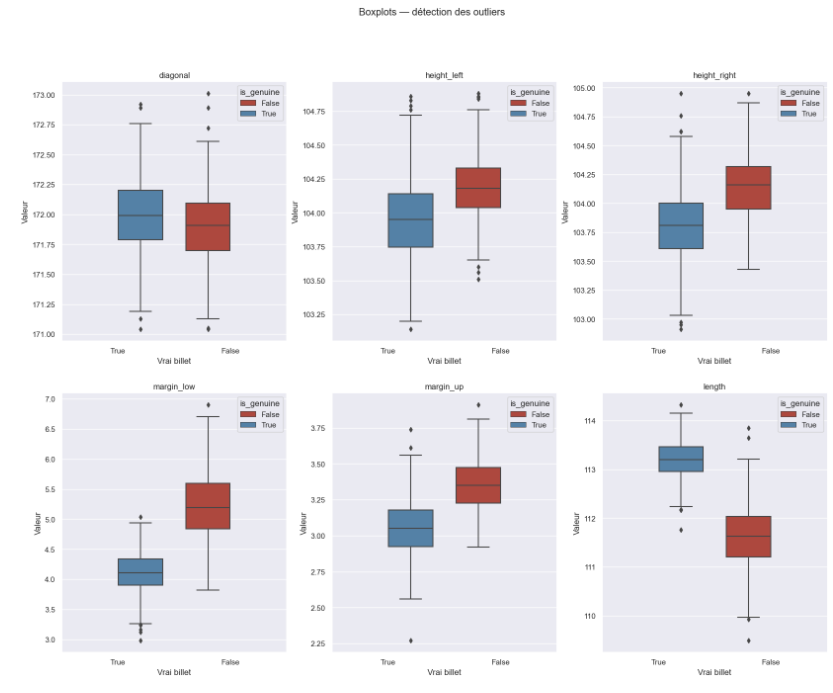 Boxplots — détection des outliers
diagonal
is_genuine
False
True
173.00
172.75
172.50
172.25
172.00
171.75
171.50
171.25
171.00
Valeur
True
False
Vrai billet
height_left
is_genuine
False
True
104.75
104.50
104.25
104.00
103.75
103.50
103.25
Valeur
True
False
Vrai billet
height_right
is_genuine
False
True
105.00
104.75
104.50
104.25
104.00
103.75
103.50
103.25
103.00
Valeur
True
False
Vrai billet
margin_low
is_genuine
False
True
7.0
6.5
6.0
5.5
5.0
4.5
4.0
3.5
3.0
Valeur
True
False
Vrai billet
margin_up
is_genuine
False
True
3.75
3.50
3.25
3.00
2.75
2.50
2.25
Valeur
True
False
Vrai billet
length
is_genuine
False
True
114
113
112
111
110
Valeur
True
False
Vrai billet